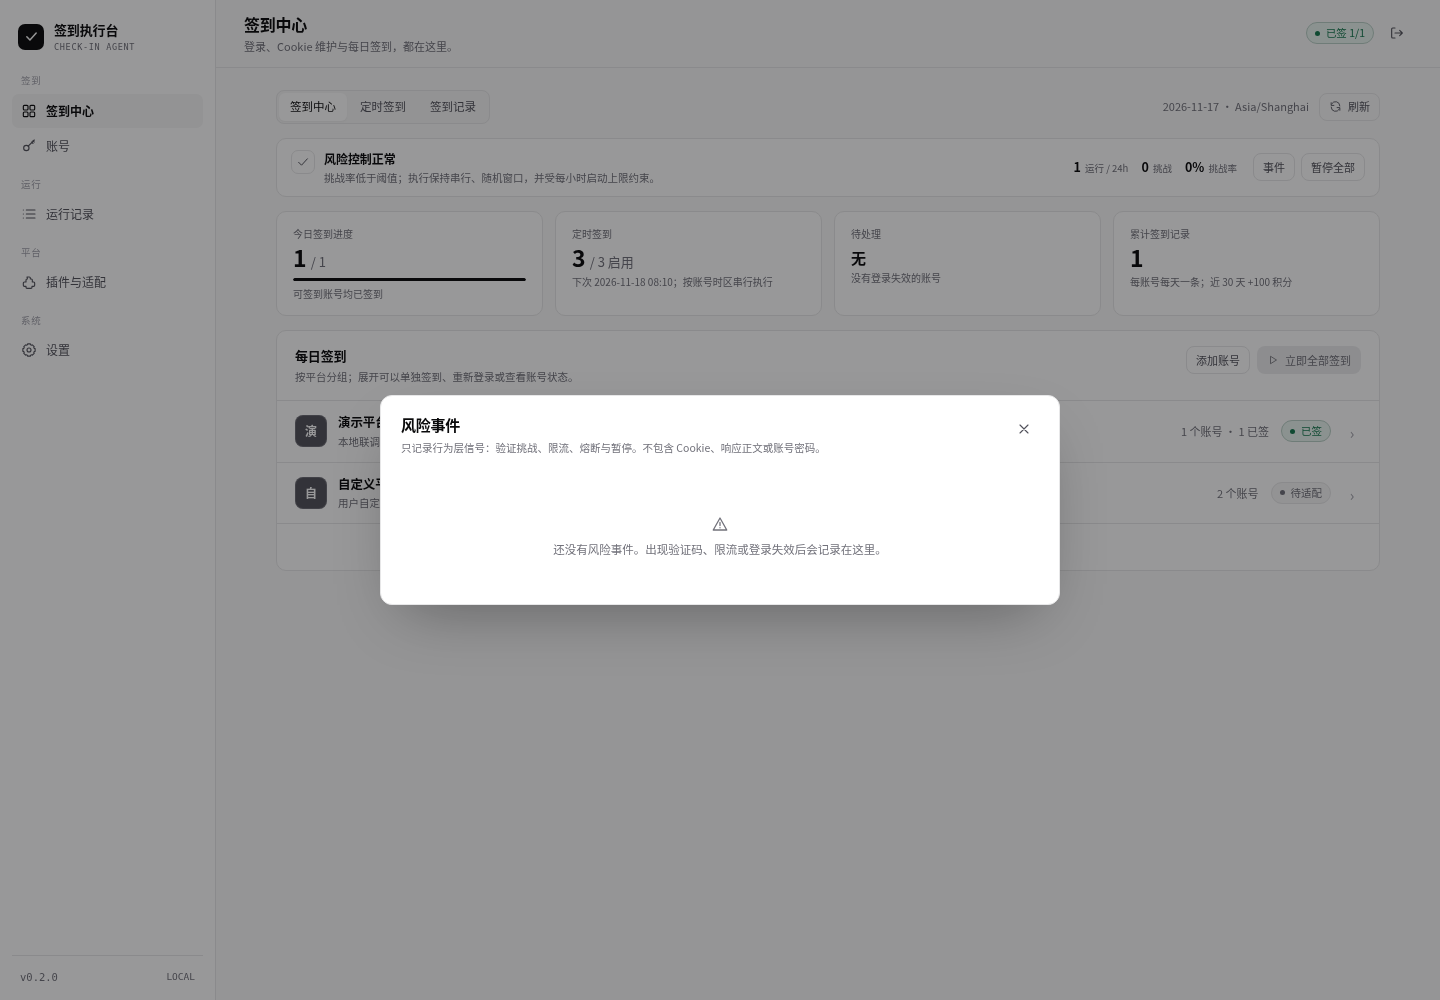 签到执行台
CHECK-IN AGENT
签到
签到中心
账号
运行
运行记录
平台
插件与适配
系统
设置
v0.2.0
LOCAL
签到中心
登录、Cookie 维护与每日签到，都在这里。
已签 1/1
签到中心
定时签到
签到记录
2026-11-17 · Asia/Shanghai
刷新
风险控制正常
挑战率低于阈值；执行保持串行、随机窗口，并受每小时启动上限约束。
1 运行 / 24h
0 挑战
0% 挑战率
事件
暂停全部
今日签到进度
1 / 1
可签到账号均已签到
定时签到
3 / 3 启用
下次 2026-11-18 08:10；按账号时区串行执行
待处理
无
没有登录失效的账号
累计签到记录
1
每账号每天一条；近 30 天 +100 积分
每日签到
按平台分组；展开可以单独签到、重新登录或查看账号状态。
添加账号
立即全部签到
演
演示平台
本地联调
1 个账号 · 1 已签
已签
自
自定义
用户自定
2 个账号
待适配
风险事件
只记录行为层信号：验证挑战、限流、熔断与暂停。不包含 Cookie、响应正文或账号密码。
还没有风险事件。出现验证码、限流或登录失效后会记录在这里。